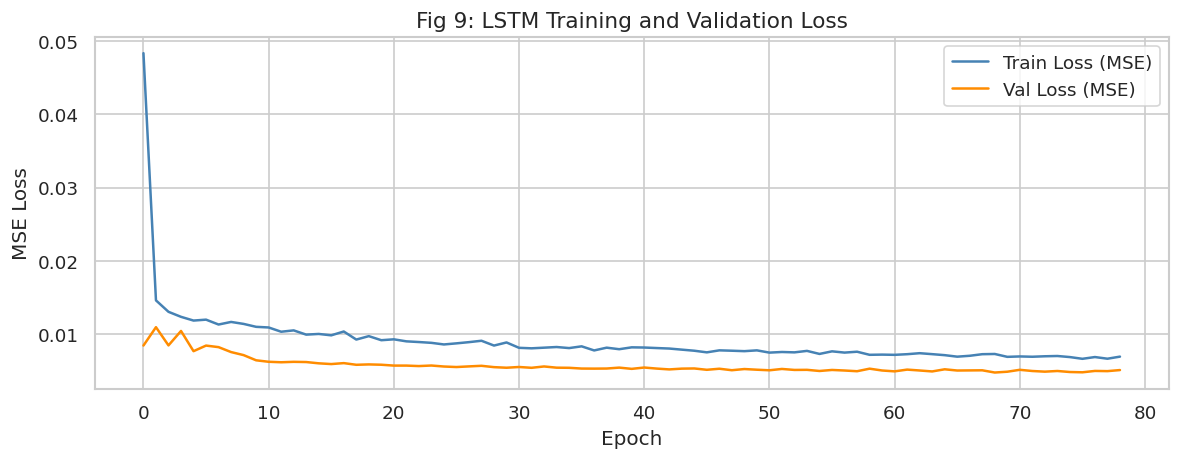 Fig 9: LSTM Training and Validation Loss
Train Loss (MSE)
Val Loss (MSE)
MSE Loss
0.05
0.04
0.03
0.02
0.01
0 10 20 30 40 50 60 70 80
Epoch